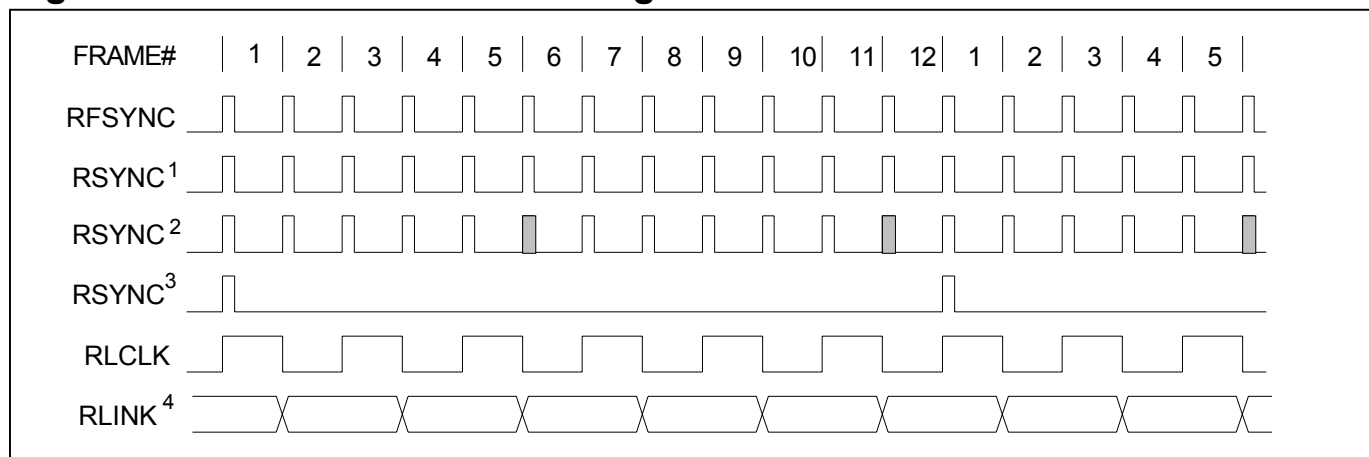 FRAME# 1 2 3 4 5 6 7 8 9 10 11 12 1 2 3 4 5
RFSYNC
RSYNC1
RSYNC2
RSYNC3
RLCLK
RLINK4